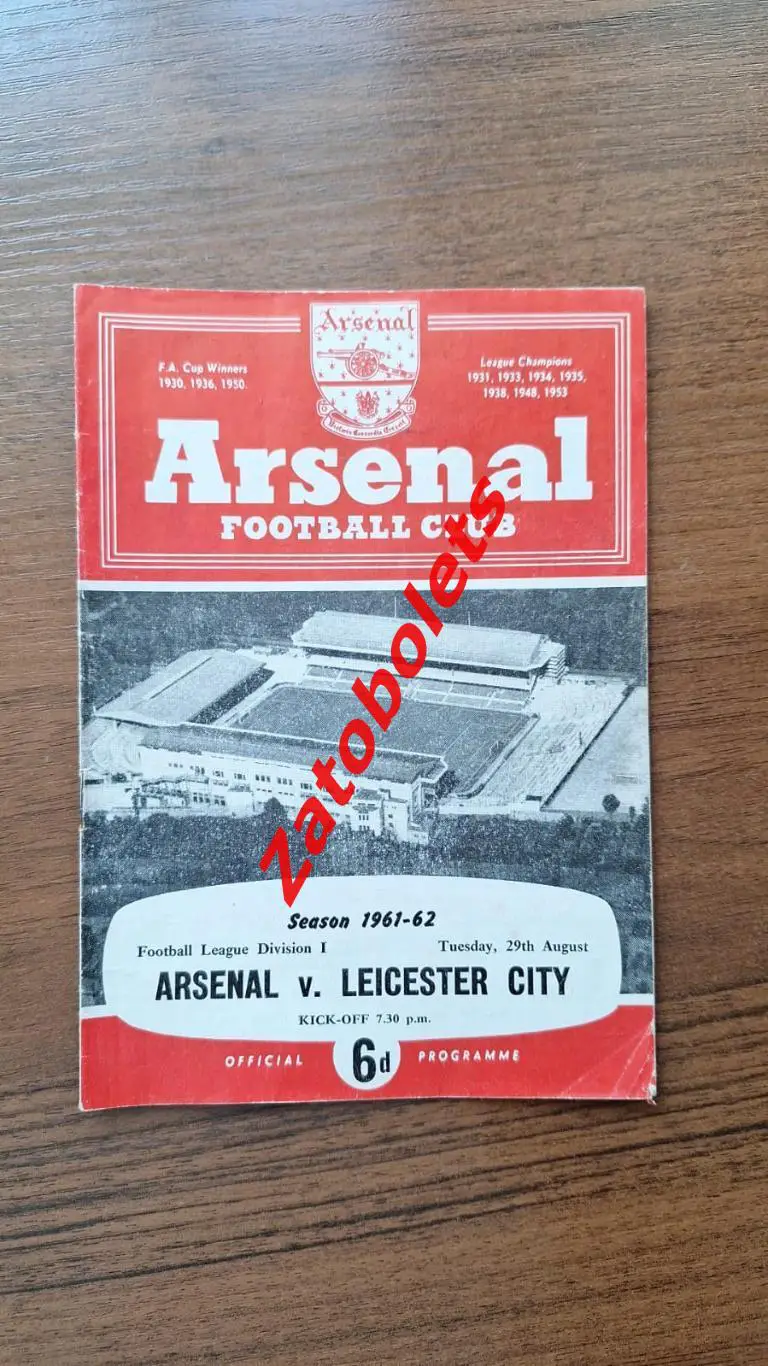 Arsenal
F.A. Cup Winners
1930, 1936, 1950.
League Champions
1931, 1933, 1934, 1935,
1938, 1948, 1953
Victoria Concordia Crescit
Arsenal
FOOTBALL CLUB
Zatobolets
Season 1961-62
Football League Division I
Tuesday, 29th August
ARSENAL v. LEICESTER CITY
KICK-OFF 7.30 p.m.
OFFICIAL 6d PROGRAMME